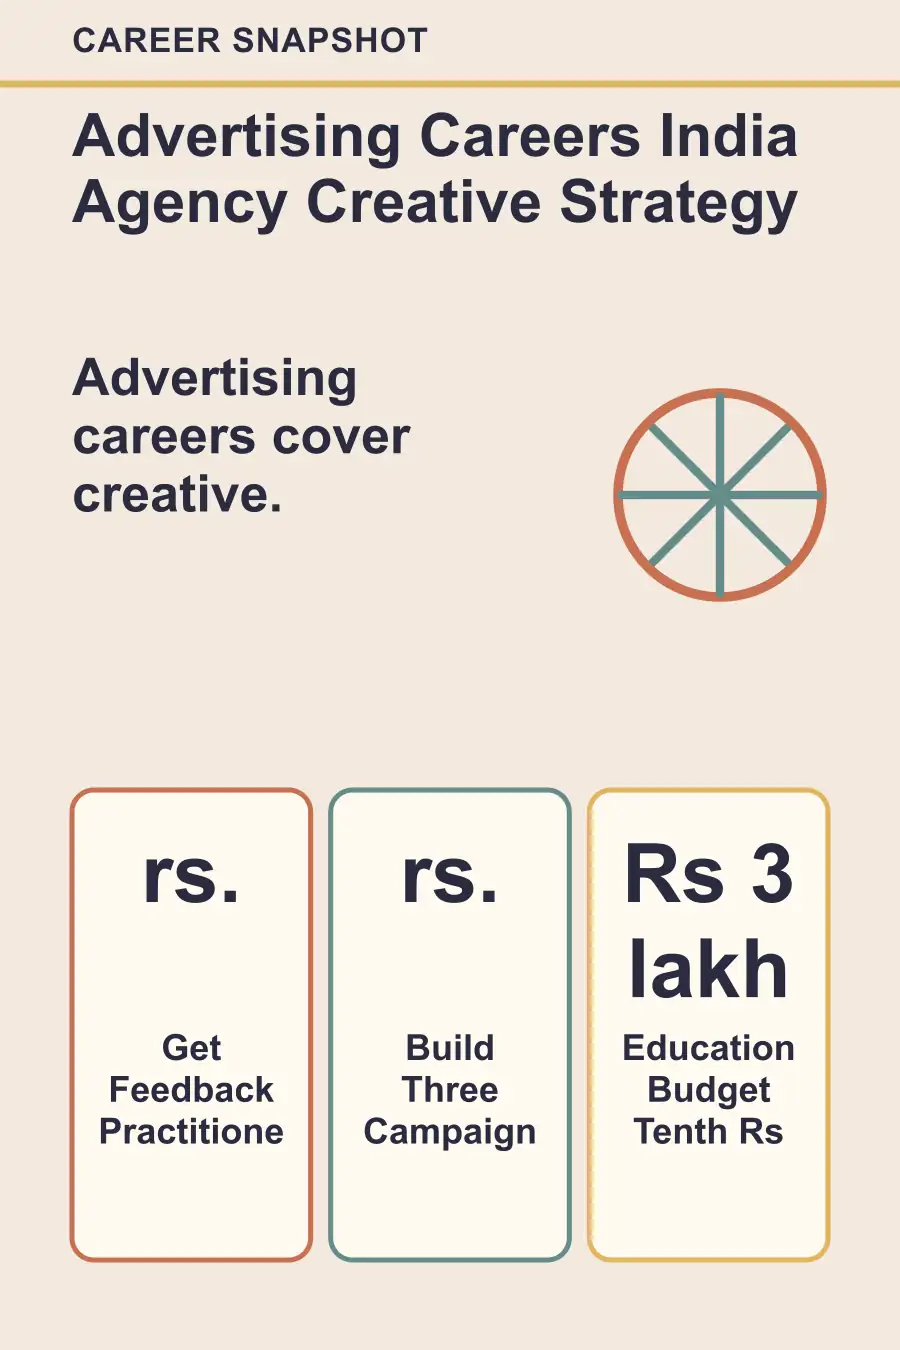 CAREER SNAPSHOT
Advertising Careers India
Agency Creative Strategy
Advertising
careers cover
creative.
rs.
Get
Feedback
Practitione
rs.
Build
Three
Campaign
Rs 3
lakh
Education
Budget
Tenth Rs